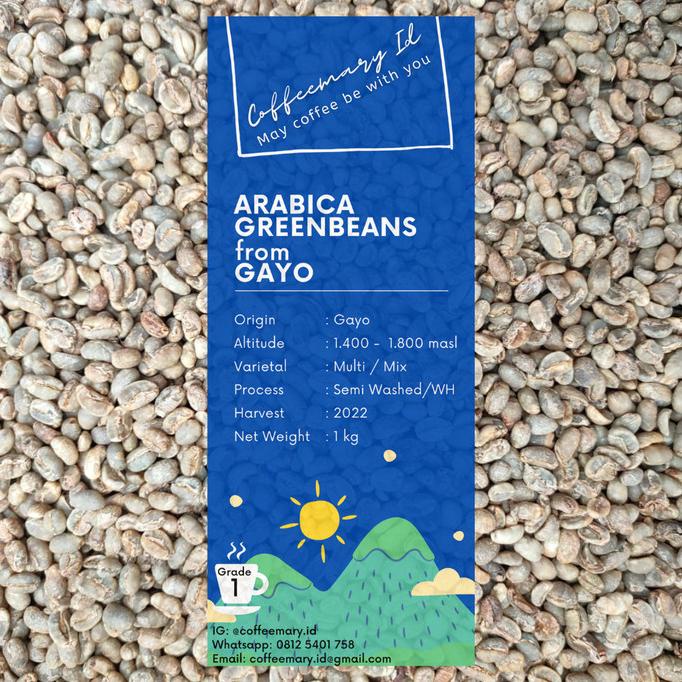 Coffeemary Id
May coffee be with you
ARABICA
GREENBEANS
from
GAYO
Origin : Gayo
Altitude : 1.400 - 1.800 masl
Varietal : Multi / Mix
Process : Semi Washed/WH
Harvest : 2022
Net Weight : 1 kg
Grade
1
IG: @coffeemary.id
Whatsapp: 0812 5401 758
Email: coffeemary.id@gmail.com